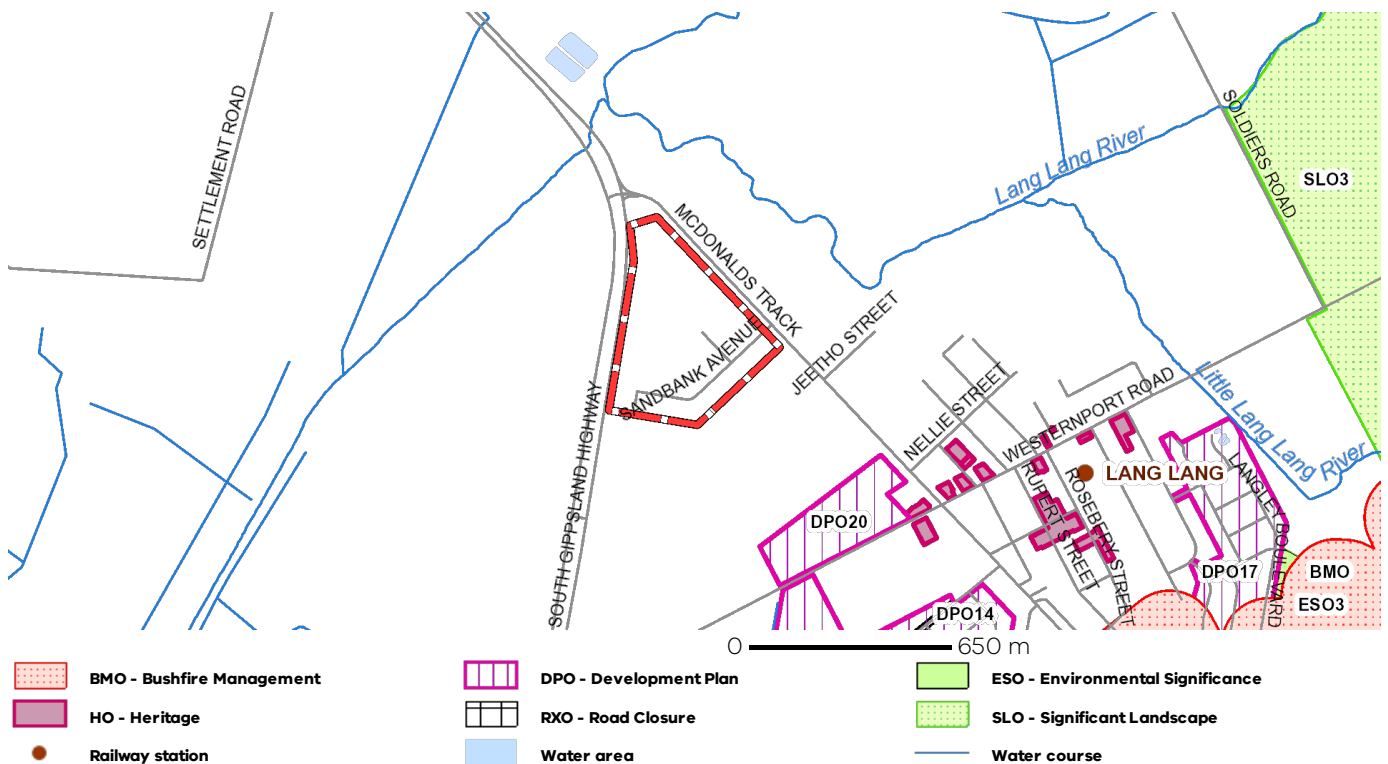 SETTLEMENT ROAD
SOLDIERS ROAD
Lang Lang River
SLO3
MCDONALDS TRACK
JEETHO STREET
SANDBANK AVENUE
SOUTH GIPPSLAND HIGHWAY
NELLIE STREET
WESTERNPORT ROAD
Little Lang Lang River
LANG LANG
RUPERT STREET
ROSEBERY STREET
LANGLEY BOULEVARD
DPO20
DPO17
BMO
ESO3
DPO14
0 650 m
BMO - Bushfire Management
DPO - Development Plan
ESO - Environmental Significance
HO - Heritage
RXO - Road Closure
SLO - Significant Landscape
Railway station
Water area
Water course